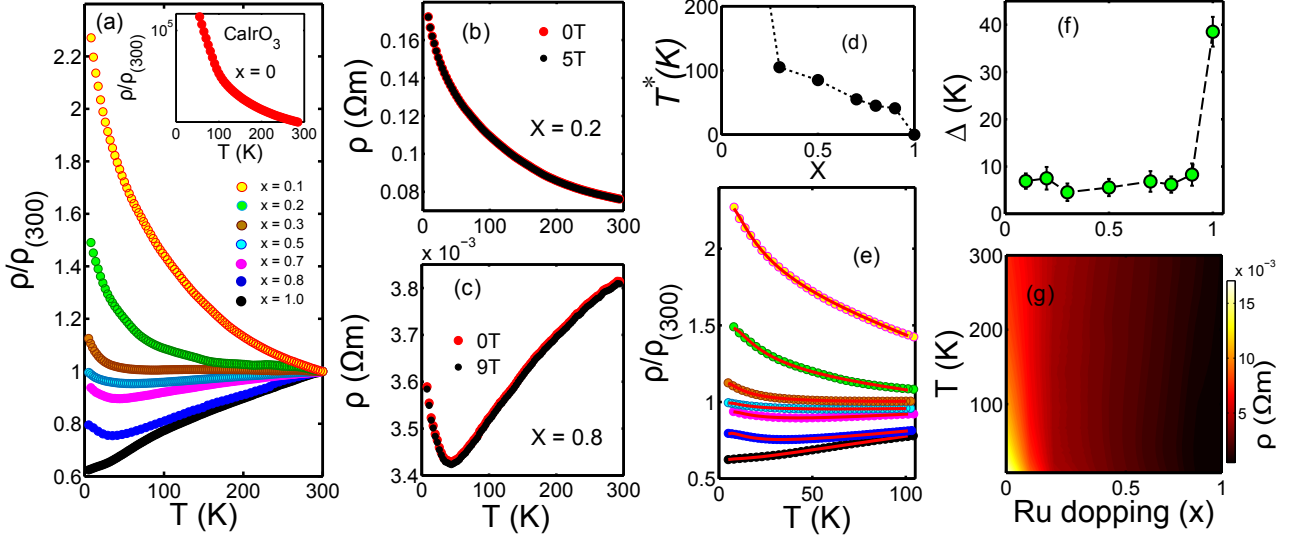 (a)
ρ/ρ(300)
2.2
2
1.8
1.6
1.4
1.2
1
0.8
0.6
0
100
200
300
T (K)
10^5
CaIrO3
x = 0
ρ/ρ(300)
0
100
200
300
T (K)
x = 0.1
x = 0.2
x = 0.3
x = 0.5
x = 0.7
x = 0.8
x = 1.0
(b)
0T
5T
X = 0.2
ρ (Ωm)
0.16
0.14
0.12
0.1
0.08
0
100
200
300
x 10^−3
(c)
0T
9T
X = 0.8
ρ (Ωm)
3.8
3.7
3.6
3.5
3.4
0
100
200
300
T (K)
(d)
T* (K)
200
100
0
0
0.5
1
X
(e)
ρ/ρ(300)
2
1.5
1
0.5
0
50
100
T (K)
(f)
Δ (K)
45
40
30
20
10
0
0
0.5
1
(g)
T (K)
300
200
100
0
0.5
1
Ru dopping (x)
x 10^−3
15
10
5
ρ (Ωm)